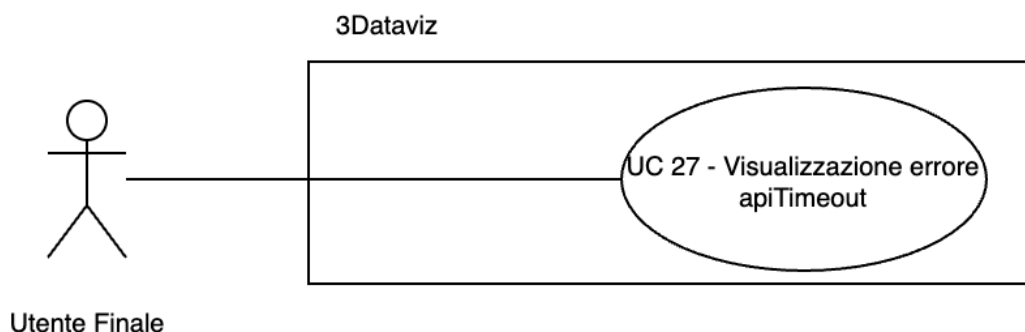 3Dataviz
UC 27 - Visualizzazione errore
apiTimeout
Utente Finale